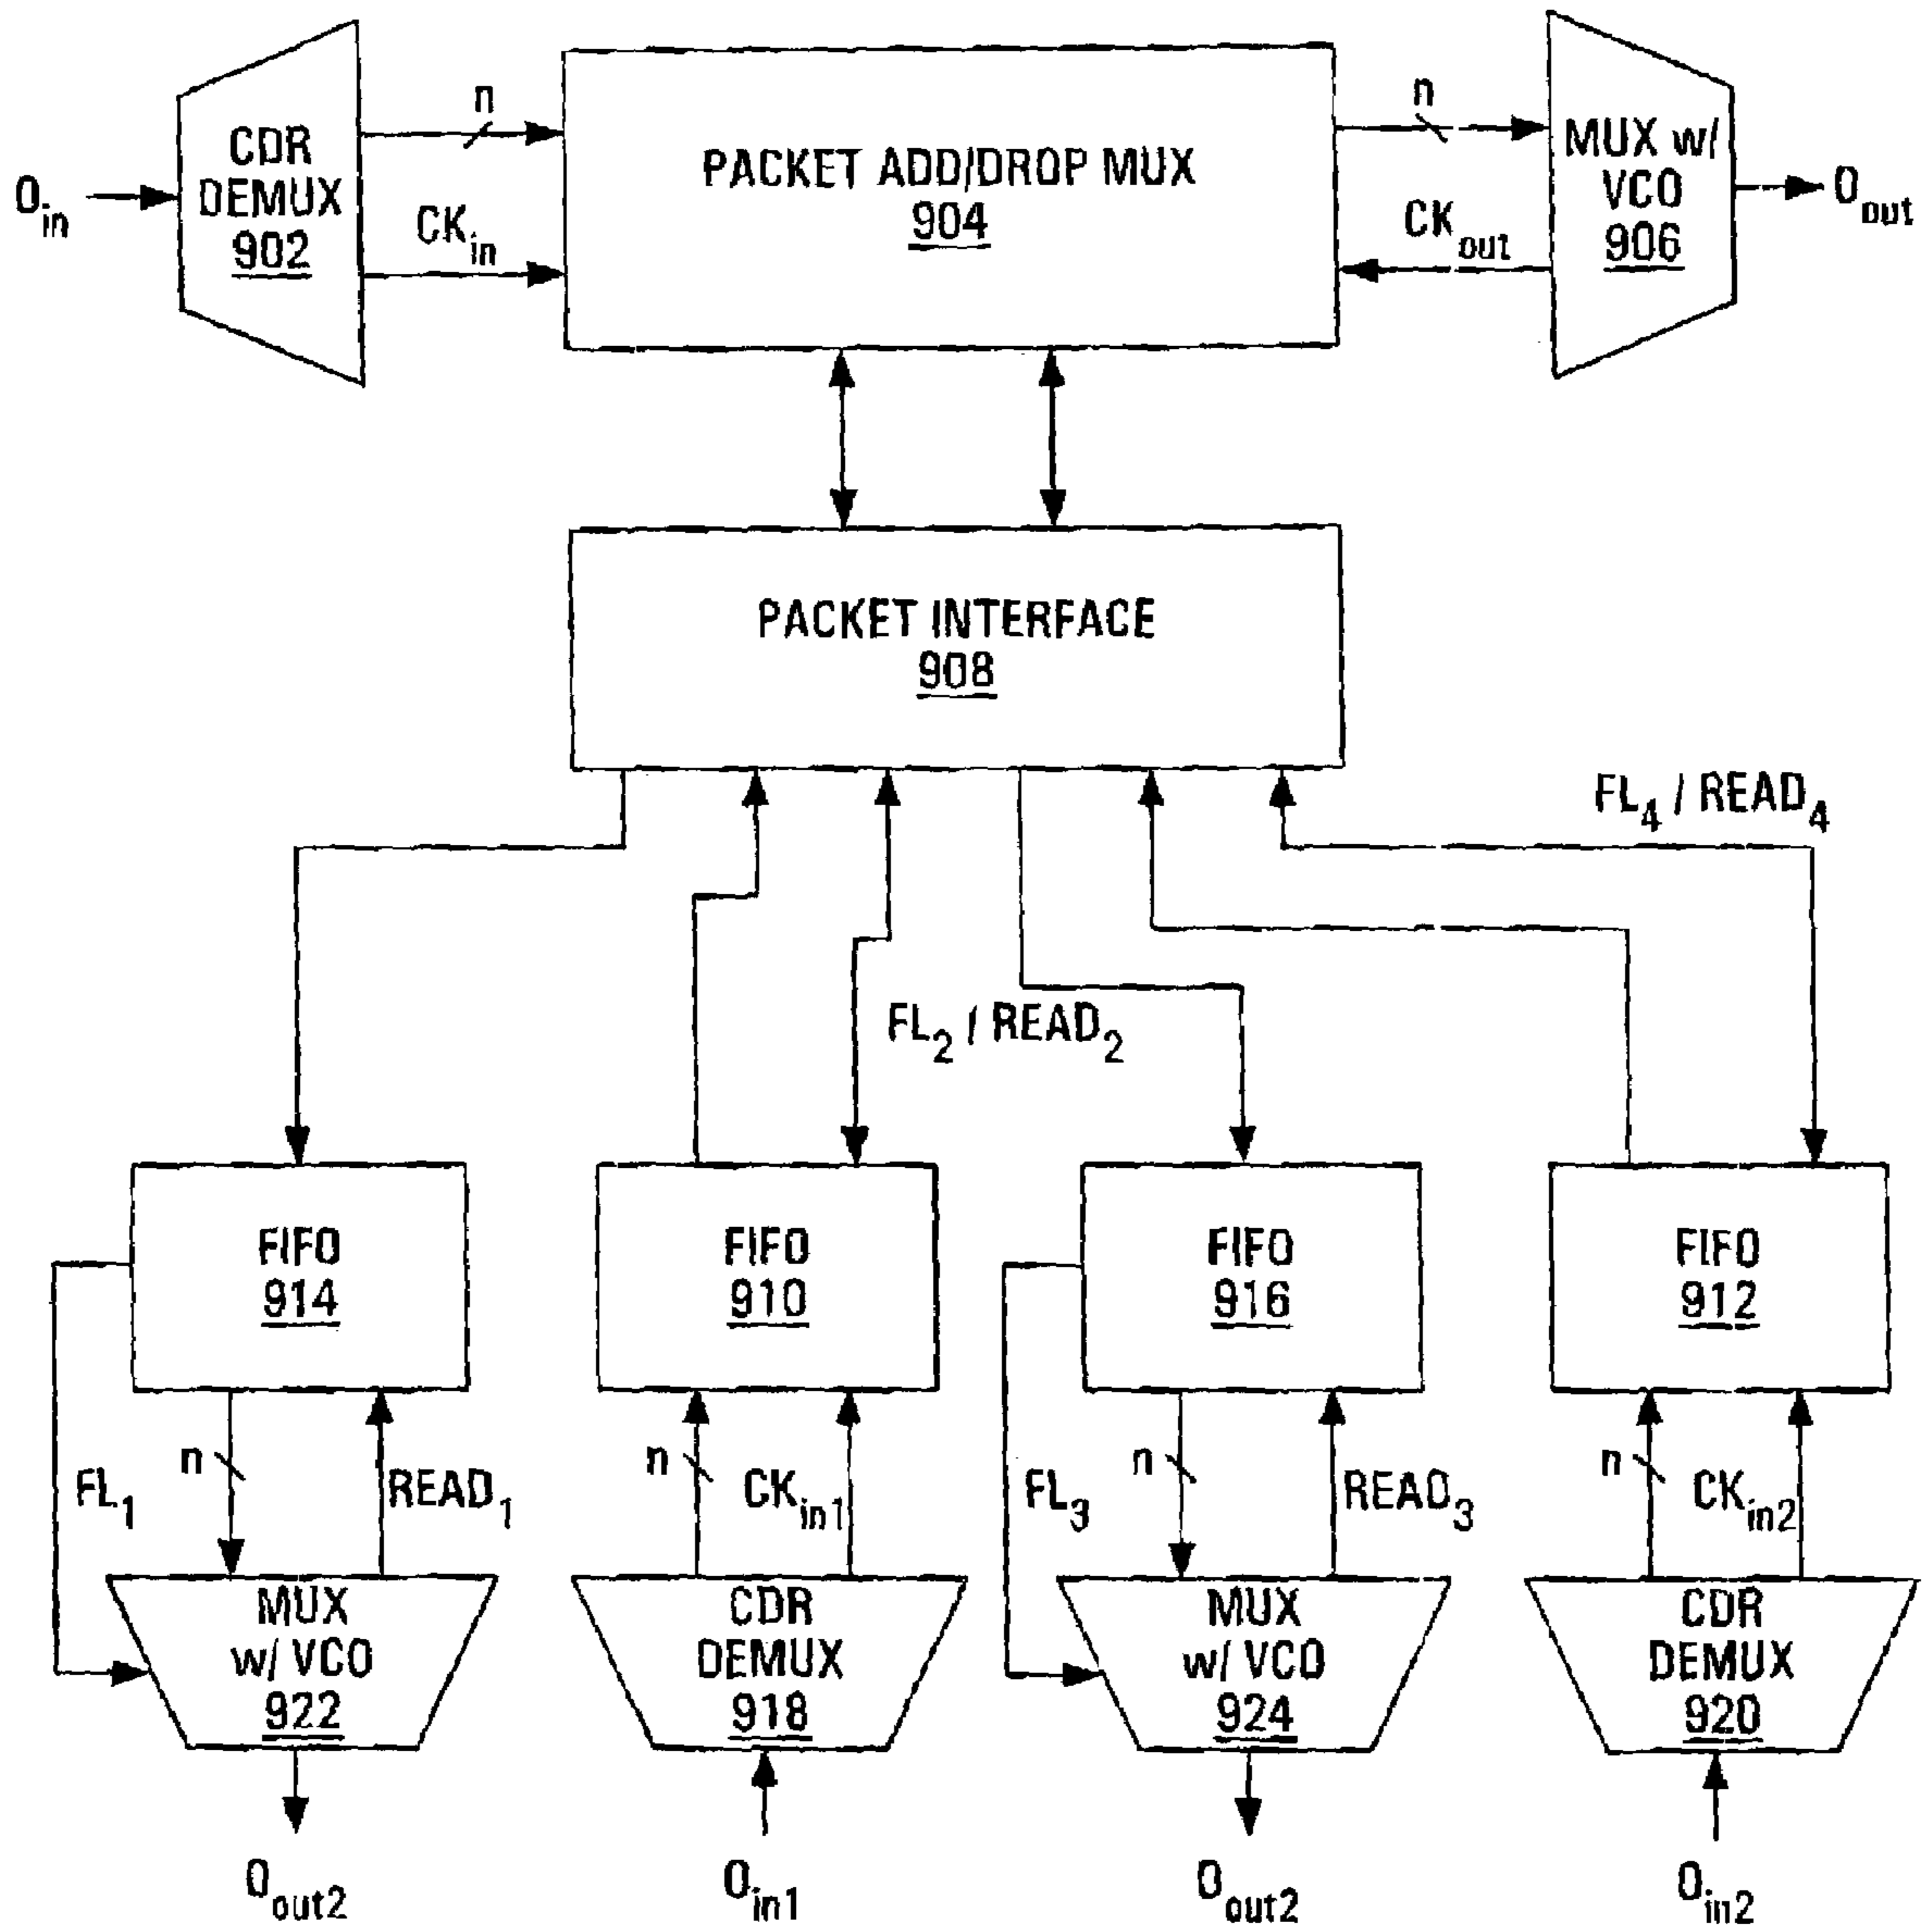 n
n
CDR
DEMUX
902
PACKET ADD/DROP MUX
904
MUX w/
VCO
906
O_in
CK_in
CK_out
O_out
PACKET INTERFACE
908
FL_4 / READ_4
FL_2 / READ_2
FIFO
914
FIFO
910
FIFO
916
FIFO
912
FL_1
n
READ_1
n
CK_in1
FL_3
n
READ_3
n
CK_in2
MUX
w/ VCO
922
CDR
DEMUX
918
MUX
w/ VCO
924
CDR
DEMUX
920
O_out2
O_in1
O_out2
O_in2